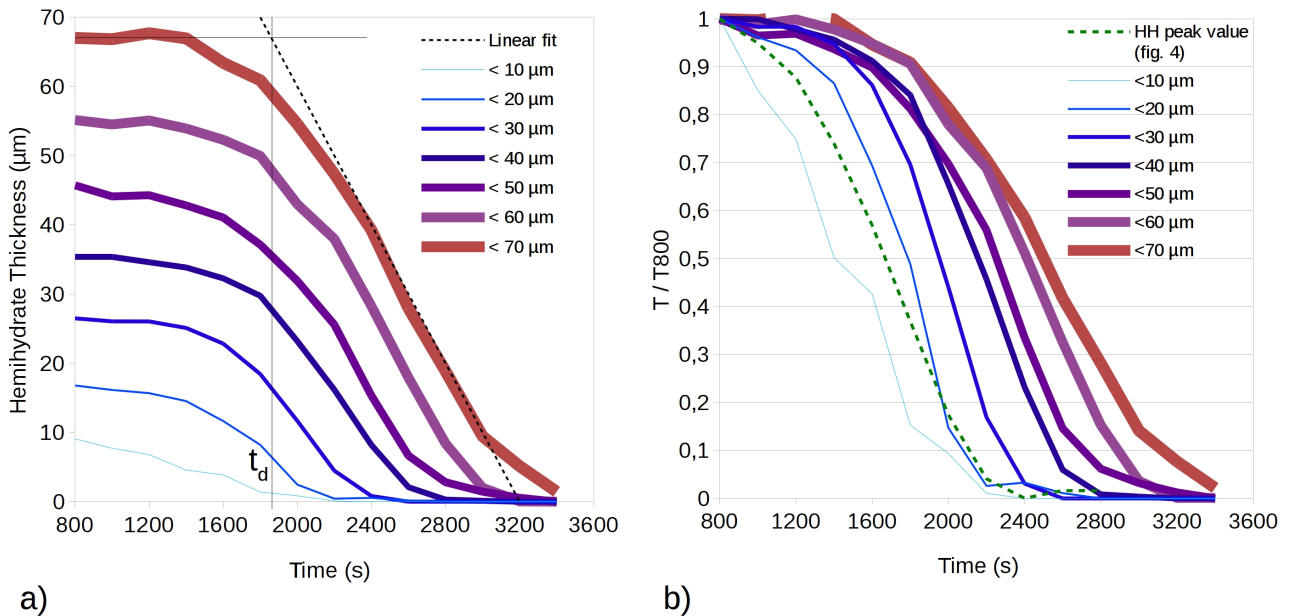 70
60
50
40
30
20
10
0
Hemihydrate Thickness (µm)
Linear fit
< 10 µm
< 20 µm
< 30 µm
< 40 µm
< 50 µm
< 60 µm
< 70 µm
td
800 1200 1600 2000 2400 2800 3200 3600
Time (s)
a)
1
0,9
0,8
0,7
0,6
0,5
0,4
0,3
0,2
0,1
0
T / T800
HH peak value
(fig. 4)
<10 µm
<20 µm
<30 µm
<40 µm
<50 µm
<60 µm
<70 µm
800 1200 1600 2000 2400 2800 3200 3600
Time (s)
b)